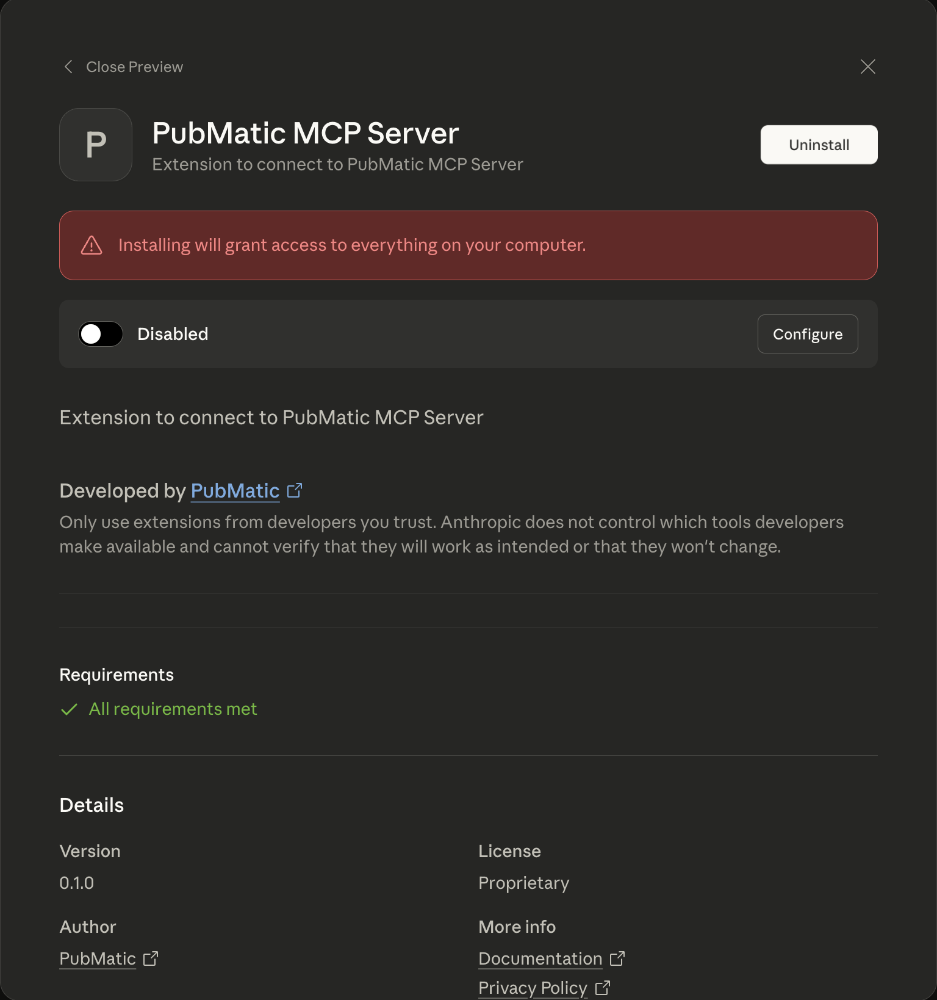 Close Preview
P
PubMatic MCP Server
Extension to connect to PubMatic MCP Server
Uninstall
Installing will grant access to everything on your computer.
Disabled
Configure
Extension to connect to PubMatic MCP Server
Developed by PubMatic
Only use extensions from developers you trust. Anthropic does not control which tools developers
make available and cannot verify that they will work as intended or that they won't change.
Requirements
All requirements met
Details
Version
License
0.1.0
Proprietary
Author
More info
PubMatic
Documentation
Privacy Policy